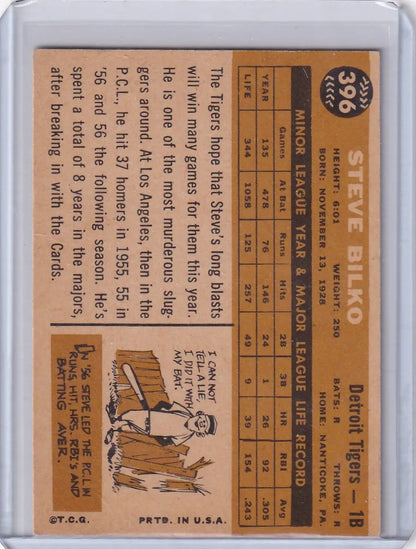 396
STEVE BILKO
Detroit Tigers — 1B
HEIGHT: 6:01 WEIGHT: 250 BATS: R THROWS: R
BORN: NOVEMBER 13, 1928 HOME: NANTICOKE, PA.
MINOR LEAGUE YEAR & MAJOR LEAGUE LIFE RECORD
Games At Bat Runs Hits 2B 3B HR RBI Avg
YEAR 135 478 76 146 24 1 26 92 .305
LIFE 344 1058 125 257 49 9 39 154 .243
The Tigers hope that Steve's long blasts
will win many games for them this year.
He is one of the most murderous slug-
gers around. At Los Angeles, then in the
P.C.L., he hit 37 homers in 1955, 55 in
'56 and 56 the following season. He's
spent a total of 8 years in the majors,
after breaking in with the Cards.
I CAN NOT
TELL A LIE,
I DID IT WITH
MY BAT.
IN '56 STEVE LED THE P.C.L. IN
RUNS, HIT, HRS, RBI'S AND
BATTING AVER.
©T.C.G. PRTD. IN U.S.A.